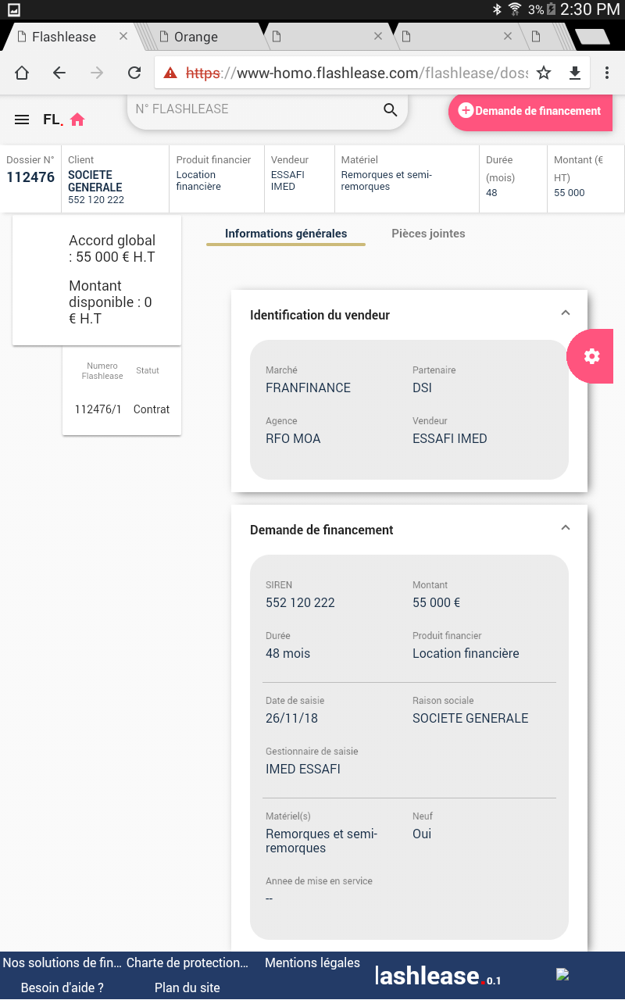 3% 2:30 PM
Flashlease
Orange
https://www-homo.flashlease.com/flashlease/doss
FL.
N° FLASHLEASE
Demande de financement
Dossier N°
112476
Client
SOCIETE
GENERALE
552 120 222
Produit financier
Location
financière
Vendeur
ESSAFI
IMED
Matériel
Remorques et semi-
remorques
Durée
(mois)
48
Montant (€
HT)
55 000
Accord global
: 55 000 € H.T
Montant
disponible : 0
€ H.T
Numero
Flashlease
Statut
112476/1 Contrat
Informations générales
Pièces jointes
Identification du vendeur
Marché
FRANFINANCE
Partenaire
DSI
Agence
RFO MOA
Vendeur
ESSAFI IMED
Demande de financement
SIREN
552 120 222
Montant
55 000 €
Durée
48 mois
Produit financier
Location financière
Date de saisie
26/11/18
Raison sociale
SOCIETE GENERALE
Gestionnaire de saisie
IMED ESSAFI
Matériel(s)
Remorques et semi-
remorques
Neuf
Oui
Annee de mise en service
--
Nos solutions de fin... Charte de protection... Mentions légales
Besoin d'aide ? Plan du site
lashlease.0.1